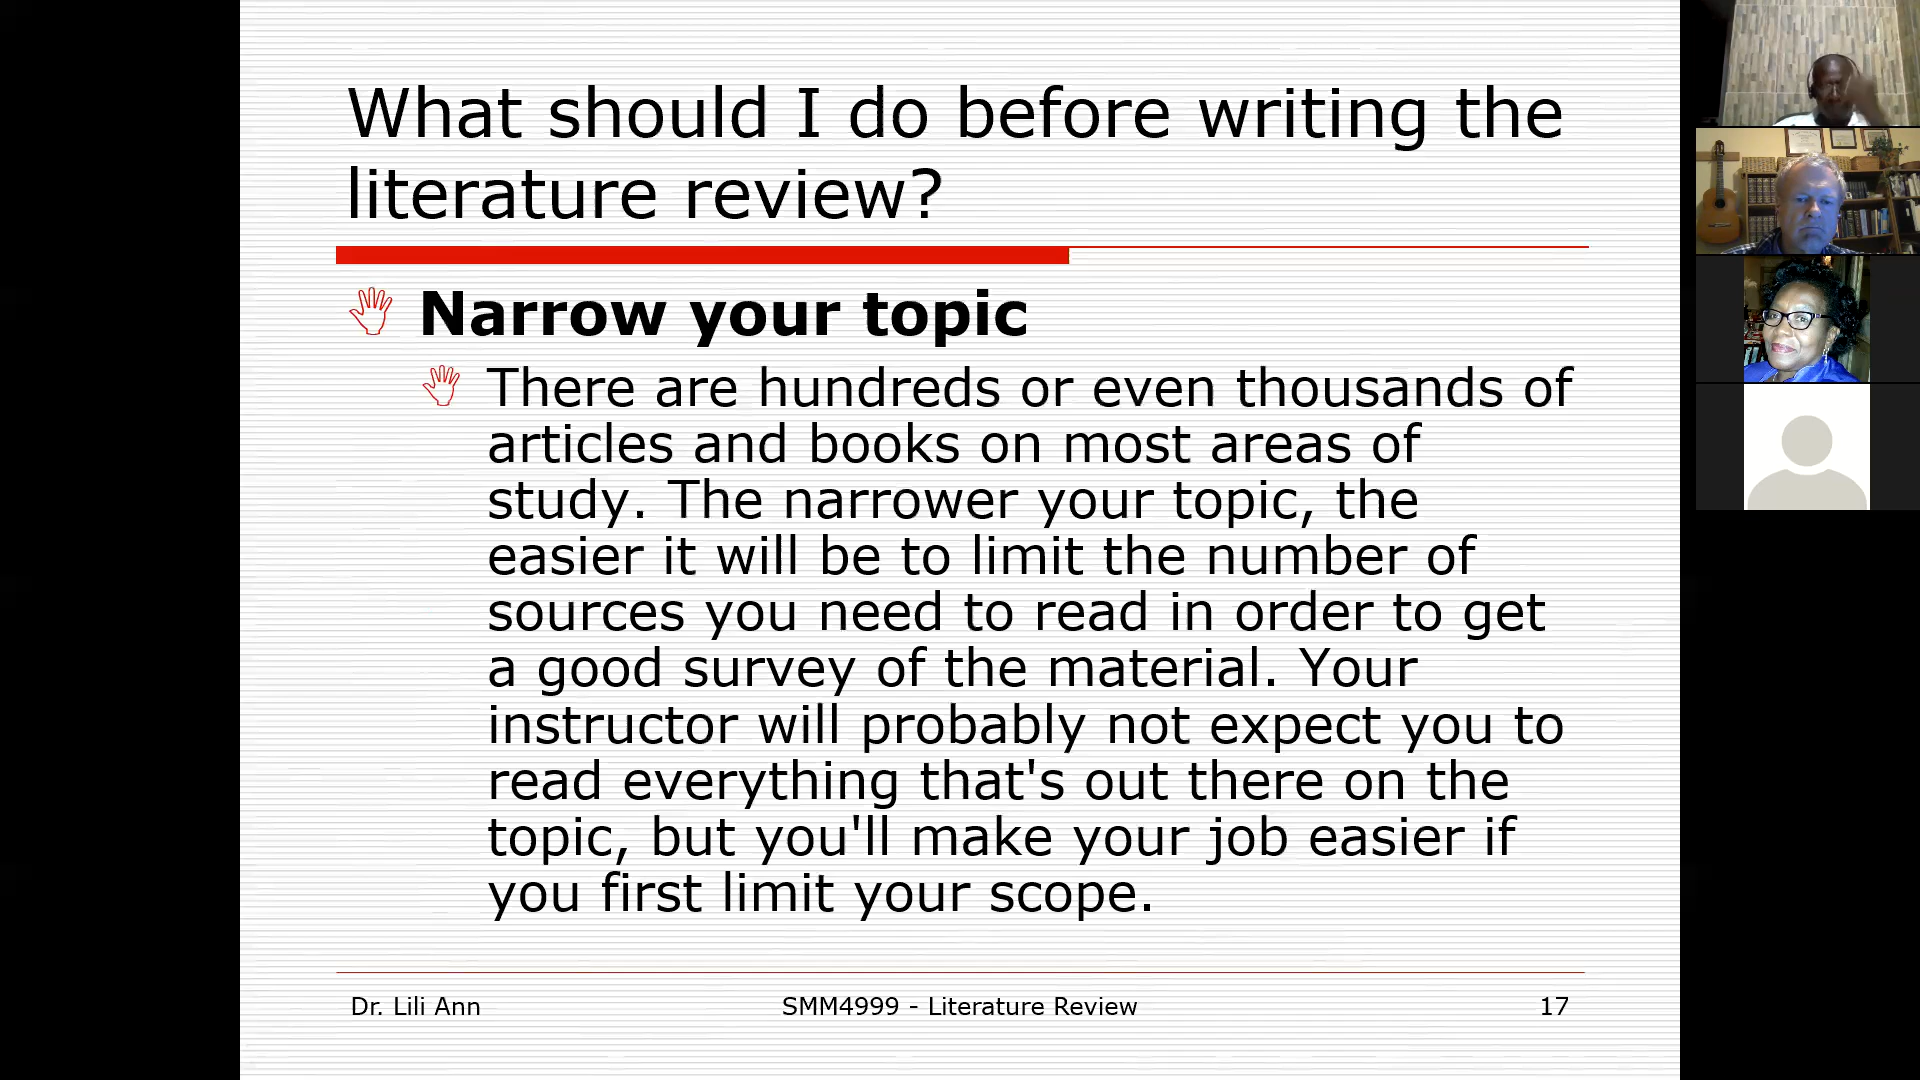 What should I do before writing the
literature review?
Narrow your topic
There are hundreds or even thousands of
articles and books on most areas of
study. The narrower your topic, the
easier it will be to limit the number of
sources you need to read in order to get
a good survey of the material. Your
instructor will probably not expect you to
read everything that's out there on the
topic, but you'll make your job easier if
you first limit your scope.
Dr. Lili Ann
SMM4999 - Literature Review
17